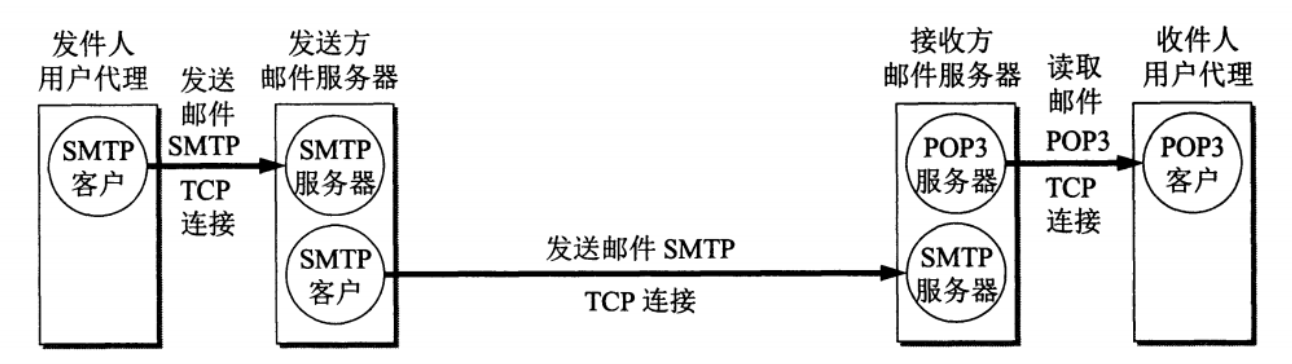 发件人
用户代理
发送
邮件
SMTP
TCP
连接
SMTP
客户
发送方
邮件服务器
SMTP
服务器
SMTP
客户
发送邮件 SMTP
TCP 连接
接收方
邮件服务器
POP3
服务器
SMTP
服务器
读取
邮件
POP3
TCP
连接
收件人
用户代理
POP3
客户